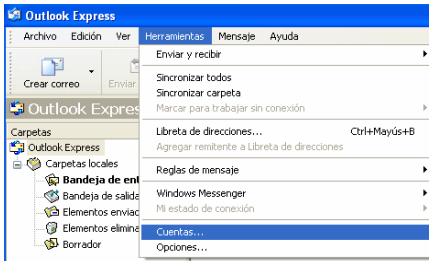 Outlook Express
Archivo Edición Ver Herramientas Mensaje Ayuda
Crear correo
Enviar
Outlook Expres
Carpetas
Outlook Express
Carpetas locales
Bandeja de ent
Bandeja de salida
Elementos enviad
Elementos elimina
Borrador
Enviar y recibir
Sincronizar todos
Sincronizar carpeta
Marcar para trabajar sin conexión
Libreta de direcciones... Ctrl+Mayús+B
Agregar remitente a Libreta de direcciones
Reglas de mensaje
Windows Messenger
Mi estado de conexión
Cuentas...
Opciones...